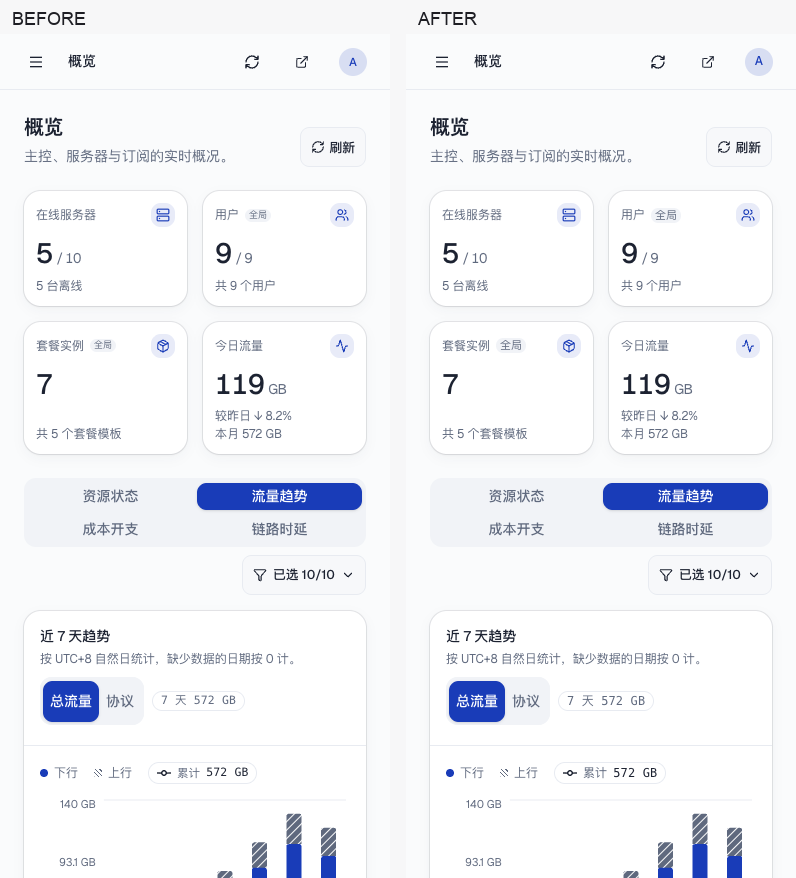 BEFORE
概览
A
概览
主控、服务器与订阅的实时概况。
刷新
在线服务器
5 / 10
5 台离线
用户 全局
9 / 9
共 9 个用户
套餐实例 全局
7
共 5 个套餐模板
今日流量
119 GB
较昨日 ↓ 8.2%
本月 572 GB
资源状态
流量趋势
成本开支
链路时延
已选 10/10
近 7 天趋势
按 UTC+8 自然日统计，缺少数据的日期按 0 计。
总流量 协议 7 天 572 GB
下行 上行 累计 572 GB
140 GB
93.1 GB
AFTER
概览
A
概览
主控、服务器与订阅的实时概况。
刷新
在线服务器
5 / 10
5 台离线
用户 全局
9 / 9
共 9 个用户
套餐实例 全局
7
共 5 个套餐模板
今日流量
119 GB
较昨日 ↓ 8.2%
本月 572 GB
资源状态
流量趋势
成本开支
链路时延
已选 10/10
近 7 天趋势
按 UTC+8 自然日统计，缺少数据的日期按 0 计。
总流量 协议 7 天 572 GB
下行 上行 累计 572 GB
140 GB
93.1 GB